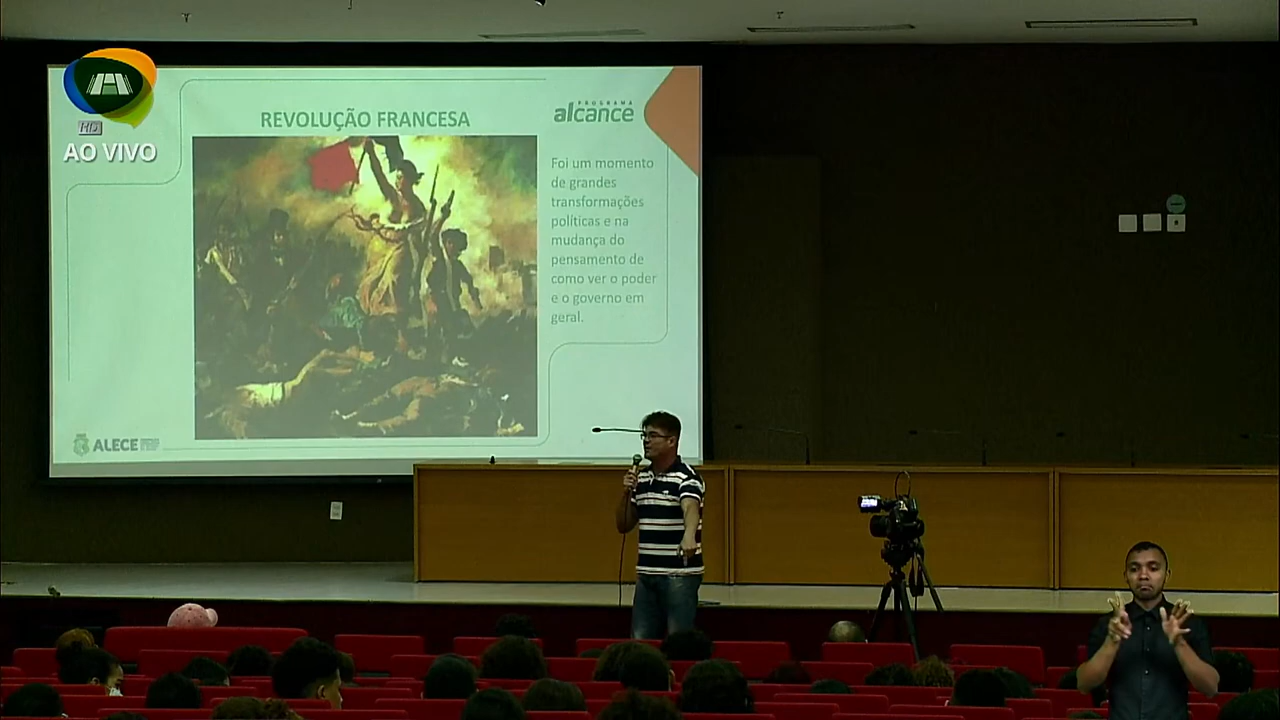 HD
AO VIVO
REVOLUÇÃO FRANCESA
PROGRAMA
alcance
Foi um momento
de grandes
transformações
políticas e na
mudança do
pensamento de
como ver o poder
e o governo em
geral.
ALECE